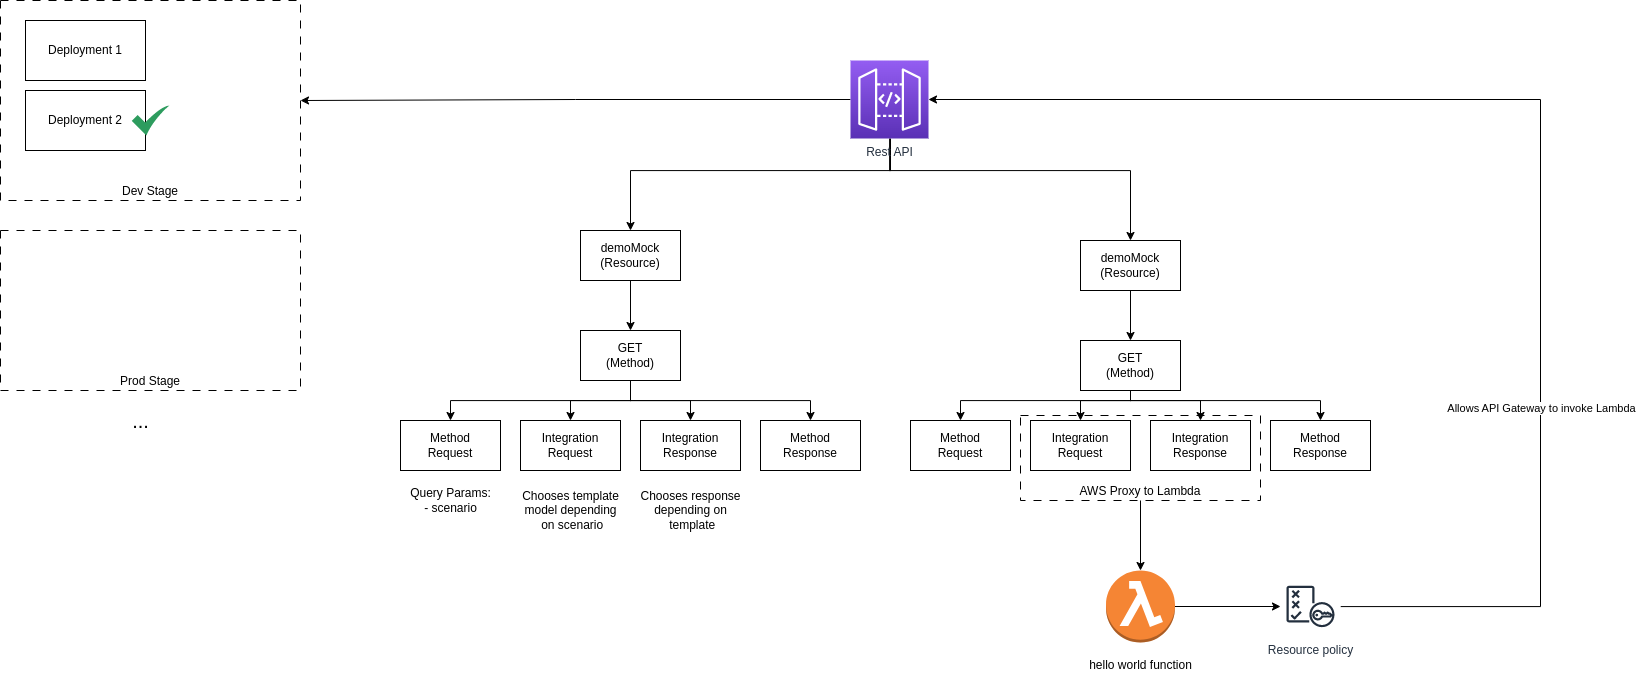 Deployment 1
Deployment 2
Dev Stage
Prod Stage
...
Rest API
demoMock
(Resource)
GET
(Method)
Method
Request
Integration
Request
Integration
Response
Method
Response
Query Params:
- scenario
Chooses template
model depending
on scenario
Chooses response
depending on
template
demoMock
(Resource)
GET
(Method)
Method
Request
Integration
Request
Integration
Response
Method
Response
AWS Proxy to Lambda
hello world function
Resource policy
Allows API Gateway to invoke Lambda